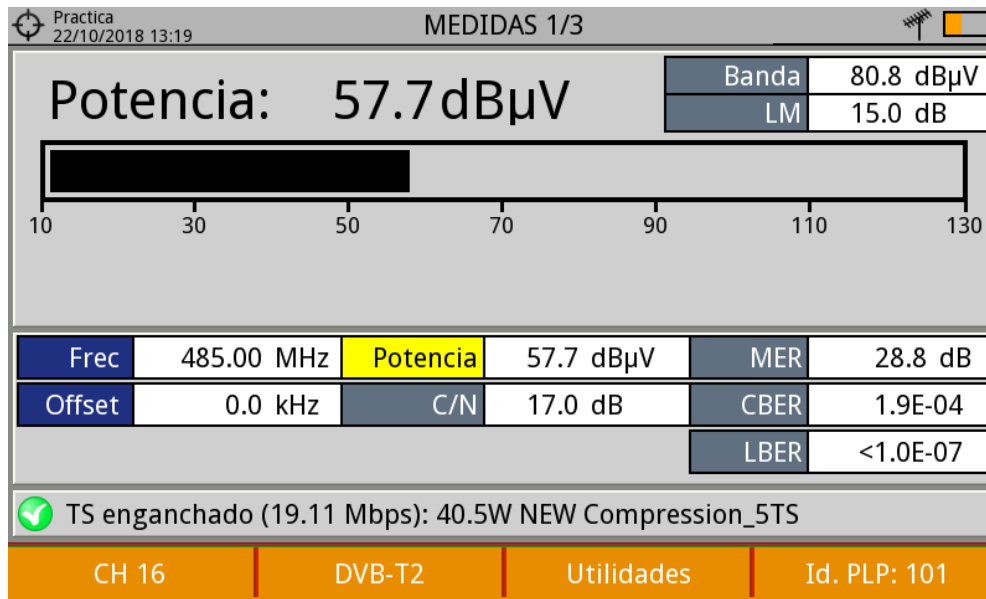 Practica
22/10/2018 13:19
MEDIDAS 1/3
Potencia: 57.7 dBµV
Banda 80.8 dBµV
LM 15.0 dB
10 30 50 70 90 110 130
Frec 485.00 MHz Potencia 57.7 dBµV MER 28.8 dB
Offset 0.0 kHz C/N 17.0 dB CBER 1.9E-04
LBER <1.0E-07
TS enganchado (19.11 Mbps): 40.5W NEW Compression_5TS
CH 16 DVB-T2 Utilidades Id. PLP: 101